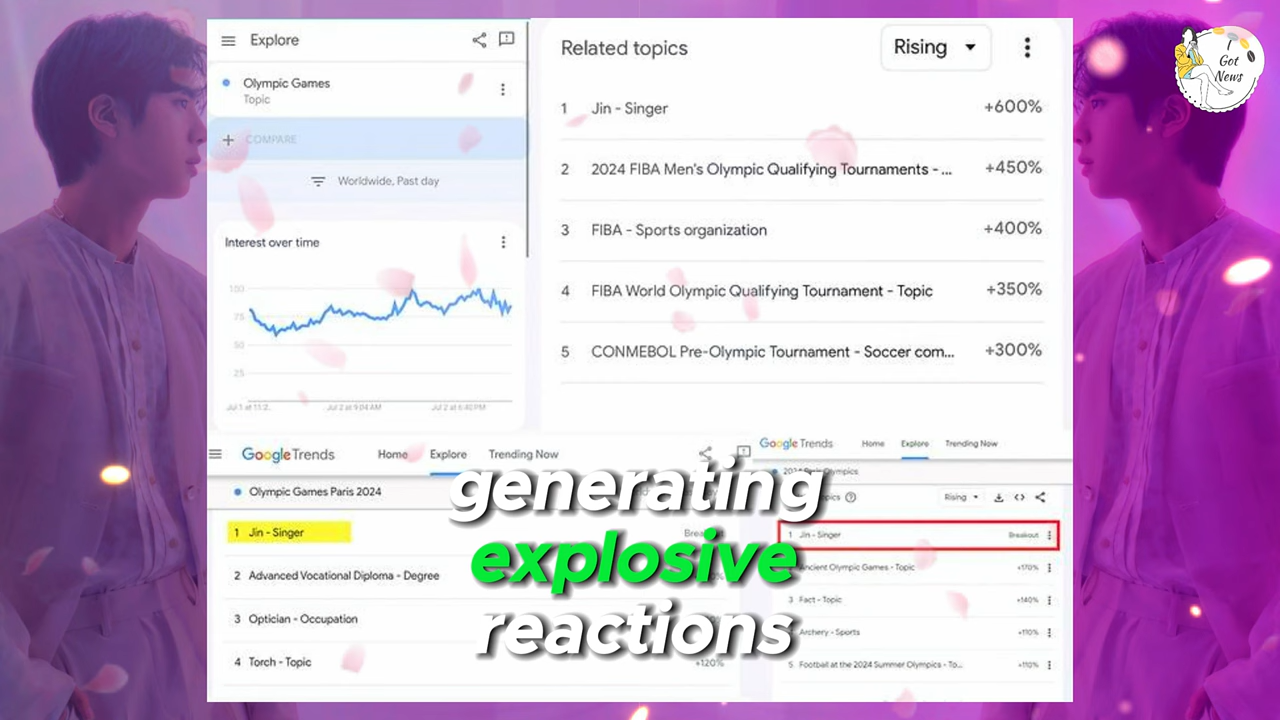 Explore
Olympic Games
Topic
+ COMPARE
Worldwide, Past day
Interest over time
100
75
50
25
Jul 1 at 11:2...
Jul 2 at 9:04 AM
Jul 2 at 6:40 PM
Related topics
Rising
1 Jin - Singer +600%
2 2024 FIBA Men's Olympic Qualifying Tournaments - ... +450%
3 FIBA - Sports organization +400%
4 FIBA World Olympic Qualifying Tournament - Topic +350%
5 CONMEBOL Pre-Olympic Tournament - Soccer com... +300%
I
Got
News
Google Trends Home Explore Trending Now
Olympic Games Paris 2024
1 Jin - Singer
2 Advanced Vocational Diploma - Degree
3 Optician - Occupation
4 Torch - Topic +120%
Google Trends Home Explore Trending Now
Rising
1 Jin - Singer Breakout
Ancient Olympic Games - Topic +170%
3 Fact - Topic +140%
Archery - Sports +110%
5 Football at the 2024 Summer Olympics - To... +110%
generating
explosive
reactions